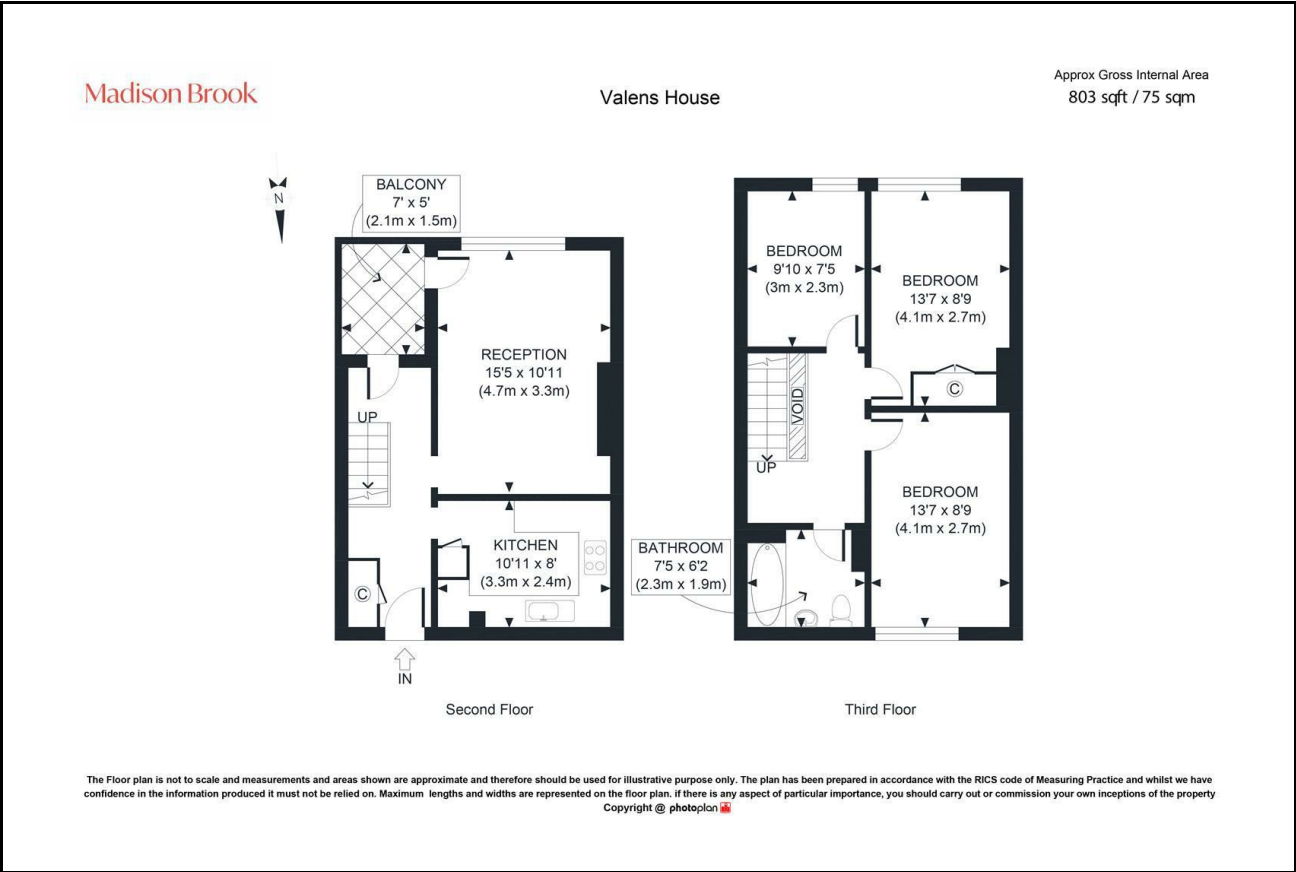 Madison Brook
Valens House
Approx Gross Internal Area
803 sqft / 75 sqm
N
BALCONY
7' x 5'
(2.1m x 1.5m)
RECEPTION
15'5 x 10'11
(4.7m x 3.3m)
UP
KITCHEN
10'11 x 8'
(3.3m x 2.4m)
C
IN
Second Floor
BEDROOM
9'10 x 7'5
(3m x 2.3m)
BEDROOM
13'7 x 8'9
(4.1m x 2.7m)
C
VOID
UP
BEDROOM
13'7 x 8'9
(4.1m x 2.7m)
BATHROOM
7'5 x 6'2
(2.3m x 1.9m)
Third Floor
The Floor plan is not to scale and measurements and areas shown are approximate and therefore should be used for illustrative purpose only. The plan has been prepared in accordance with the RICS code of Measuring Practice and whilst we have
confidence in the information produced it must not be relied on. Maximum lengths and widths are represented on the floor plan. if there is any aspect of particular importance, you should carry out or commission your own inceptions of the property
Copyright @ photoplan